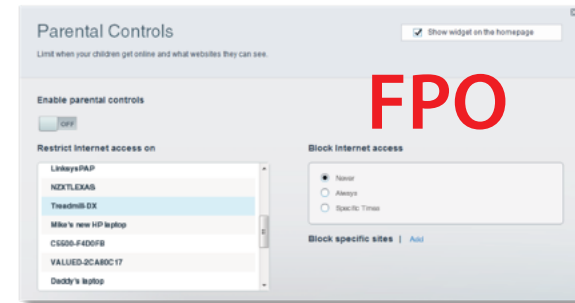 Parental Controls
Show widget on the homepage
Limit when your children get online and what websites they can see.
FPO
Enable parental controls
OFF
Restrict Internet access on
LinksysPAP
NZXTLEXAS
Treadmill-DX
Mike's new HP laptop
C5500-F4D0FB
VALUED-2CA80C17
Daddy's laptop
Block Internet access
Never
Always
Specific Times
Block specific sites | Add